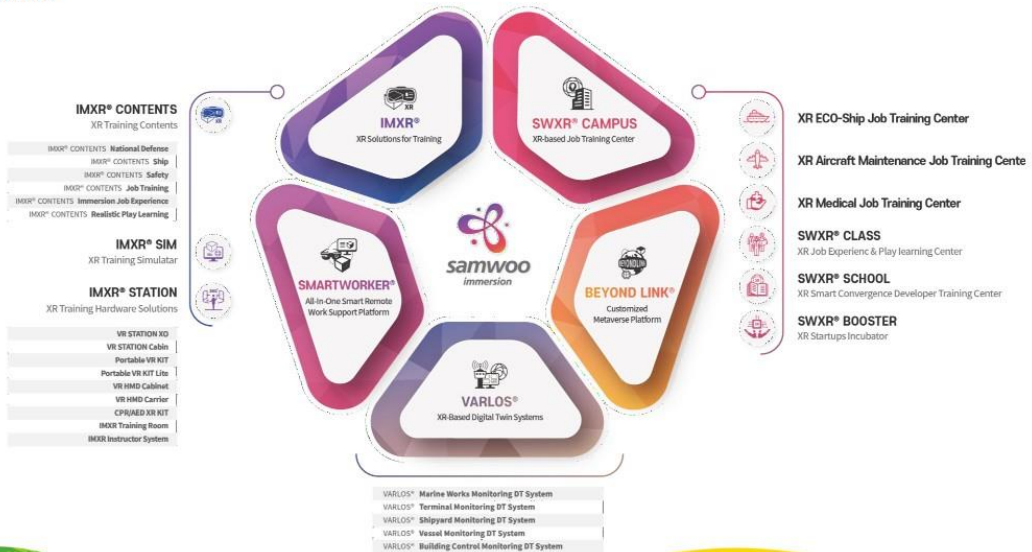 IMXR® CONTENTS
XR Training Contents
IMXR® CONTENTS National Defense
IMXR® CONTENTS Ship
IMXR® CONTENTS Safety
IMXR® CONTENTS Job Training
IMXR® CONTENTS Immersion Job Experience
IMXR® CONTENTS Realistic Play Learning
IMXR® SIM
XR Training Simulatar
IMXR® STATION
XR Training Hardware Solutions
VR STATION XO
VR STATION Cabin
Portable VR KIT
Portable VR KIT Lite
VR HMD Cabinet
VR HMD Carrier
CPR/AED XR KIT
IMXR Training Room
IMXR Instructor System
XR
IMXR®
XR Solutions for Training
SWXR® CAMPUS
XR-based Job Training Center
SMARTWORKER®
All-In-One Smart Remote
Work Support Platform
samwoo
immersion
BEYOND LINK
BEYOND LINK®
Customized
Metaverse Platform
VARLOS®
XR-Based Digital Twin Systems
VARLOS® Marine Works Monitoring DT System
VARLOS® Terminal Monitoring DT System
VARLOS® Shipyard Monitoring DT System
VARLOS® Vessel Monitoring DT System
VARLOS® Building Control Monitoring DT System
XR ECO-Ship Job Training Center
XR Aircraft Maintenance Job Training Cente
XR Medical Job Training Center
SWXR® CLASS
XR Job Experienc & Play learning Center
SWXR® SCHOOL
XR Smart Convergence Developer Training Center
SWXR® BOOSTER
XR Startups Incubator